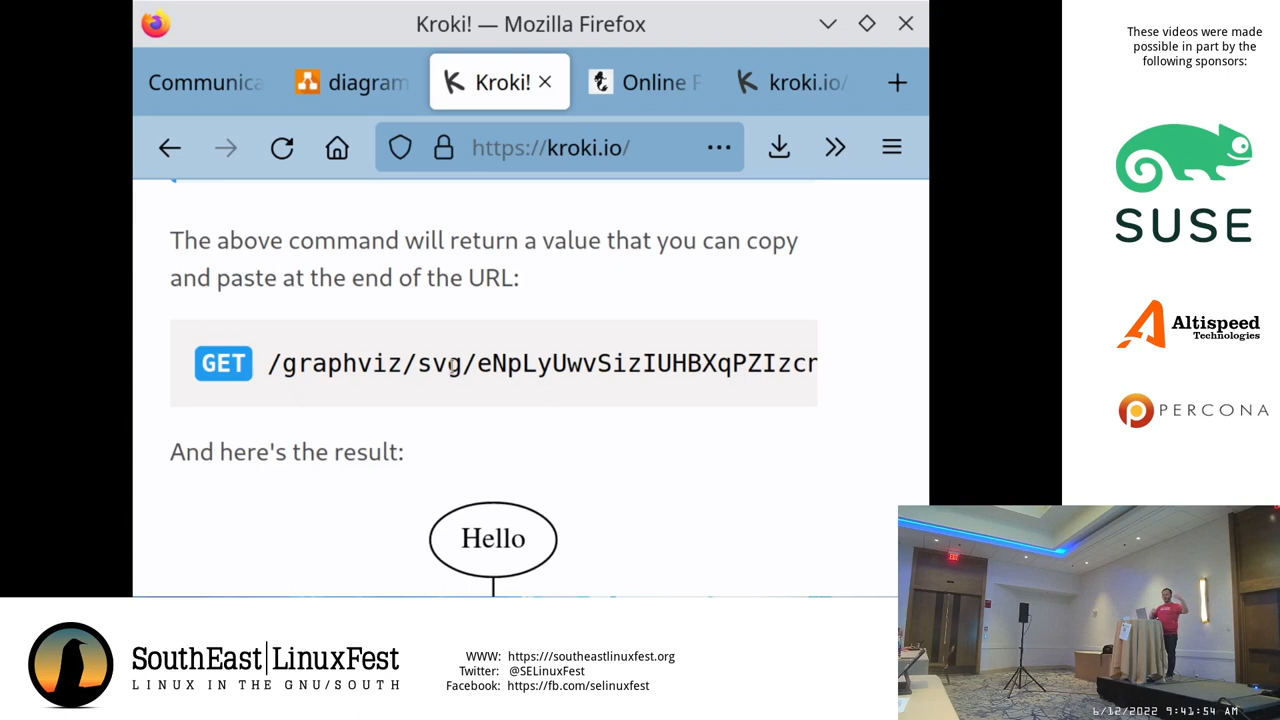 Kroki! — Mozilla Firefox
Communica
diagram
Kroki!
Online
kroki.io/
https://kroki.io/
The above command will return a value that you can copy
and paste at the end of the URL:
GET /graphviz/svg/eNpLyUwvSizIUHBXqPZIzcr
And here's the result:
Hello
These videos were made
possible in part by the
following sponsors:
SUSE
Altispeed
Technologies
PERCONA
SouthEast LinuxFest
LINUX IN THE GNU/SOUTH
WWW: https://southeastlinuxfest.org
Twitter: @SELinuxFest
Facebook: https://fb.com/selinuxfest
6/12/2022 9:41:54 AM